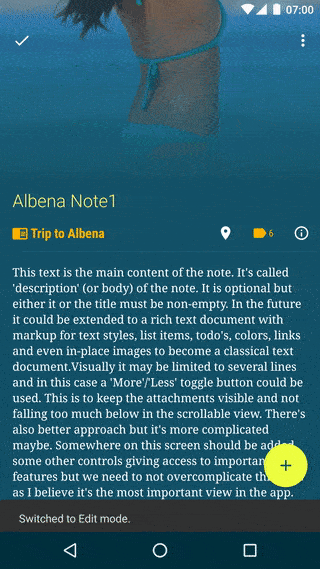 07:00
Albena Note1
Trip to Albena
6
This text is the main content of the note. It's called
'description' (or body) of the note. It is optional but
either it or the title must be non-empty. In the future
it could be extended to a rich text document with
markup for text styles, list items, todo's, colors, links
and even in-place images to become a classical text
document.Visually it may be limited to several lines
and in this case a 'More'/'Less' toggle button could be
used. This is to keep the attachments visible and not
falling too much below in the scrollable view. There's
also better approach but it's more complicated
maybe. Somewhere on this screen should be added
some other controls giving access to important
features but we need to not overcomplicate
as I believe it's the most important view in the app.
Switched to Edit mode.